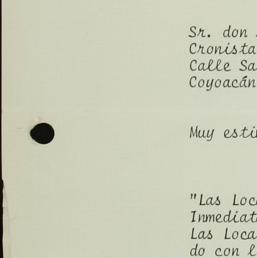 Sr. don
Cronista
Calle Sa
Coyoacán
Muy esti
"Las Loc
Inmediat
Las Loca
do con l